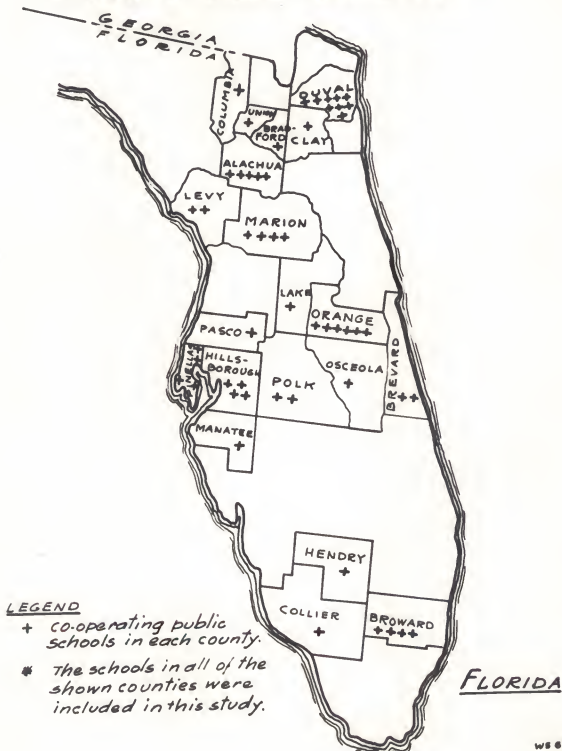 GEORGIA
FLORIDA
COLUMBIA
DUVAL
UNION
BRAD-
FORD
CLAY
ALACHUA
LEVY
MARION
LAKE
ORANGE
PASCO
PINELLAS
HILLS-
BOROUGH
POLK
OSCEOLA
BREVARD
MANATEE
HENDRY
COLLIER
BROWARD
LEGEND
+ co-operating public
schools in each county.
* The schools in all of the
shown counties were
included in this study.
FLORIDA